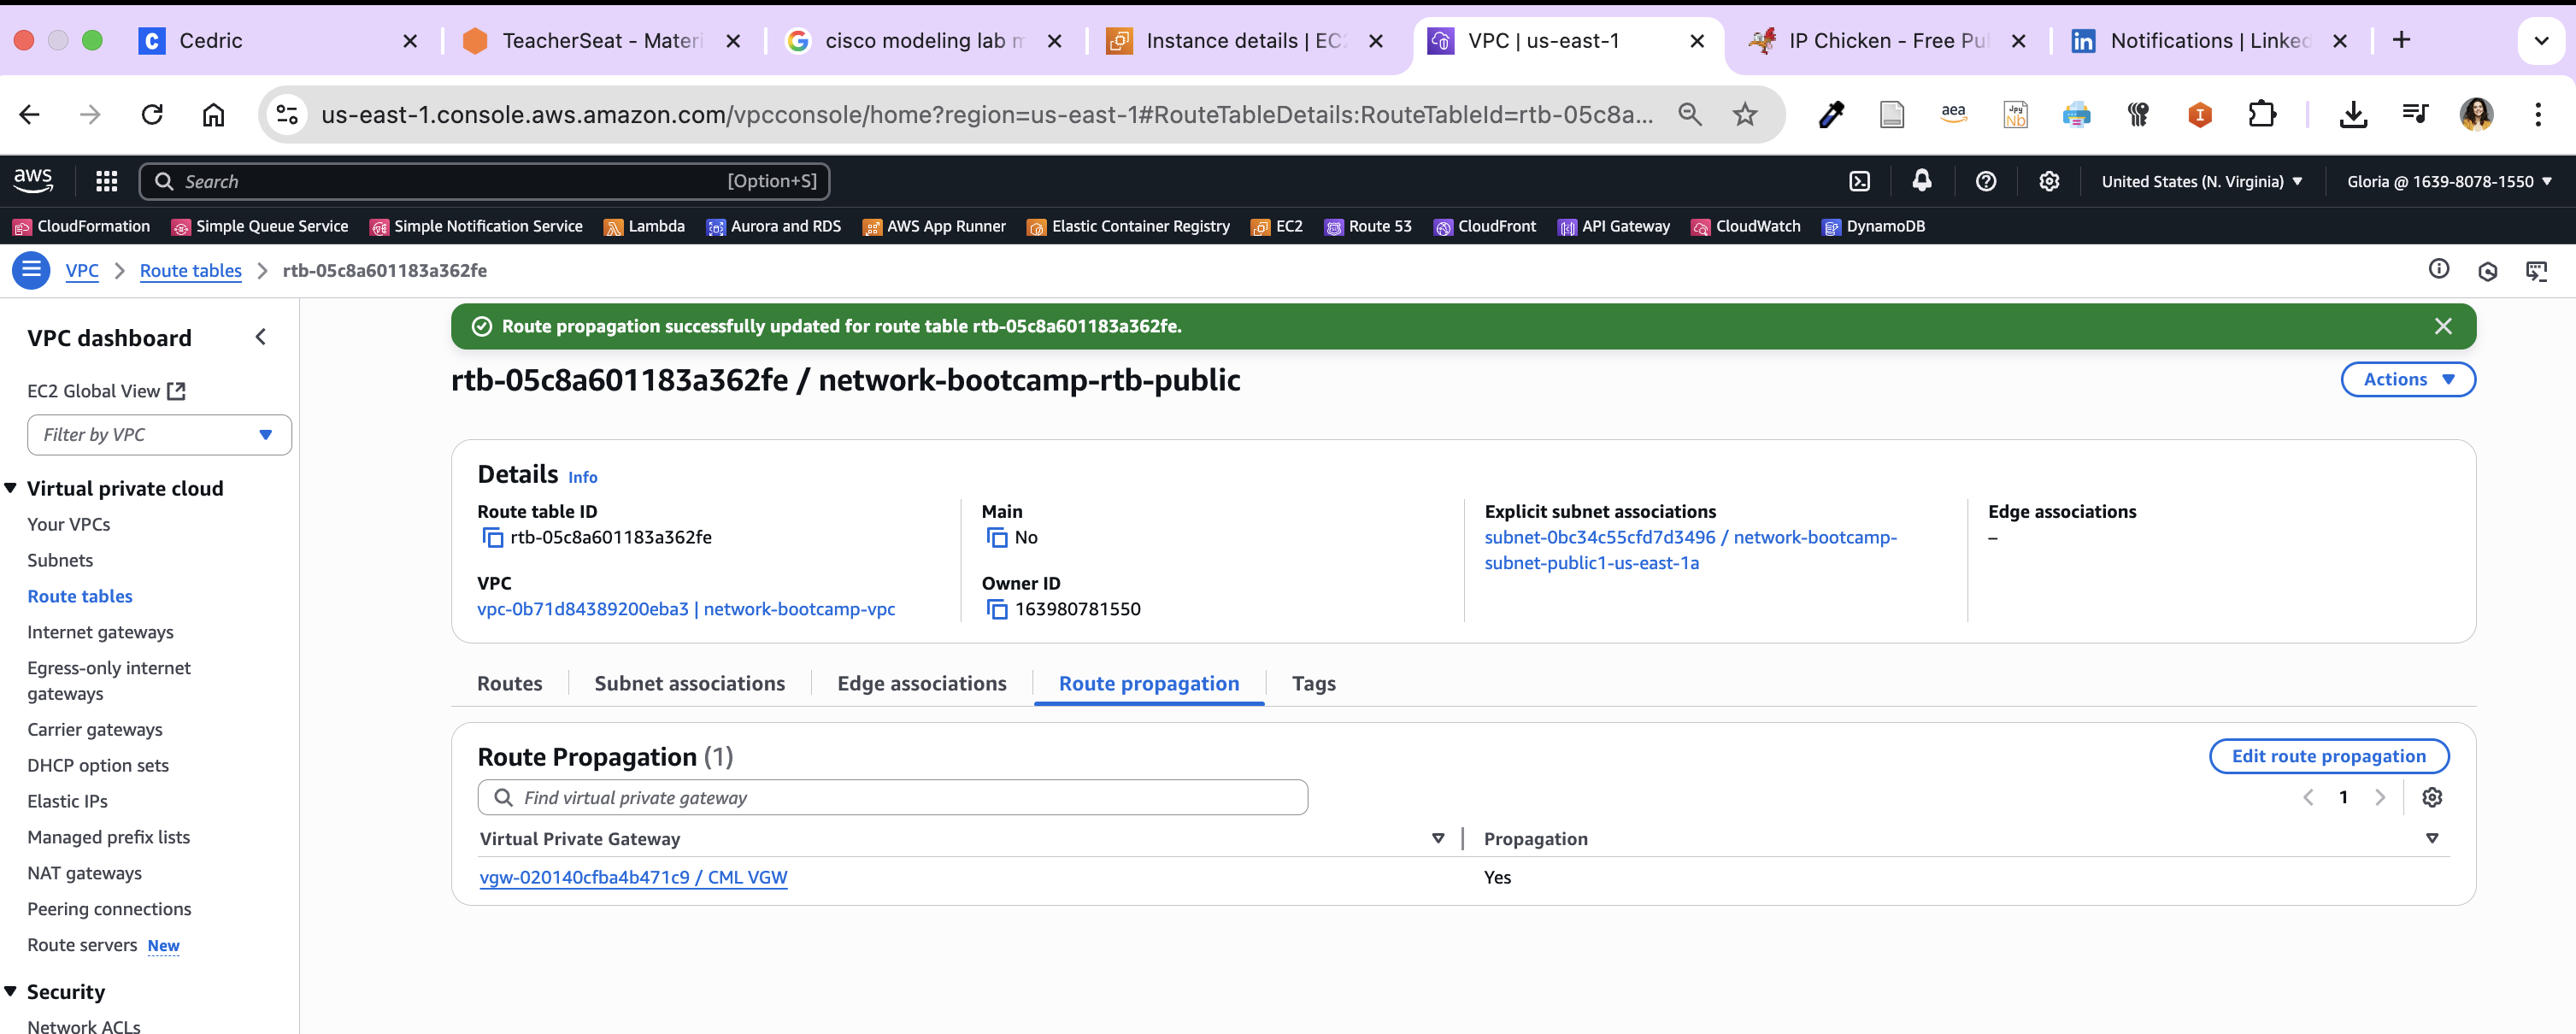 Cedric
TeacherSeat - Materi
cisco modeling lab m
Instance details | EC2
VPC | us-east-1
IP Chicken - Free Pu
Notifications | Linked
us-east-1.console.aws.amazon.com/vpcconsole/home?region=us-east-1#RouteTableDetails:RouteTableId=rtb-05c8a...
aws
Search
[Option+S]
United States (N. Virginia)
Gloria @ 1639-8078-1550
CloudFormation
Simple Queue Service
Simple Notification Service
Lambda
Aurora and RDS
AWS App Runner
Elastic Container Registry
EC2
Route 53
CloudFront
API Gateway
CloudWatch
DynamoDB
VPC
Route tables
rtb-05c8a601183a362fe
VPC dashboard
EC2 Global View
Filter by VPC
Virtual private cloud
Your VPCs
Subnets
Route tables
Internet gateways
Egress-only internet
gateways
Carrier gateways
DHCP option sets
Elastic IPs
Managed prefix lists
NAT gateways
Peering connections
Route servers New
Security
Network ACLs
Route propagation successfully updated for route table rtb-05c8a601183a362fe.
rtb-05c8a601183a362fe / network-bootcamp-rtb-public
Actions
Details Info
Route table ID
rtb-05c8a601183a362fe
Main
No
Explicit subnet associations
subnet-0bc34c55cfd7d3496 / network-bootcamp-
subnet-public1-us-east-1a
Edge associations
–
VPC
vpc-0b71d84389200eba3 | network-bootcamp-vpc
Owner ID
163980781550
Routes
Subnet associations
Edge associations
Route propagation
Tags
Route Propagation (1)
Edit route propagation
Find virtual private gateway
1
Virtual Private Gateway
Propagation
vgw-020140cfba4b471c9 / CML VGW
Yes